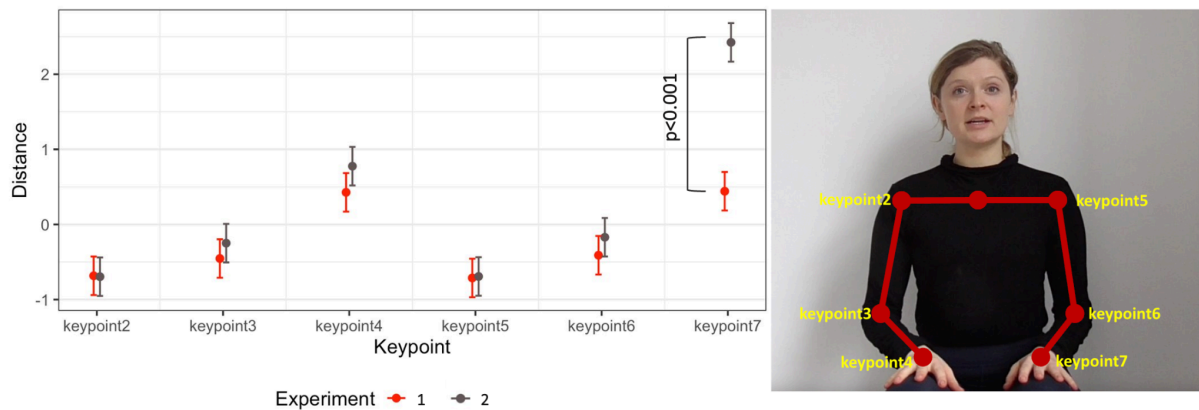 2
1
0
-1
Distance
p<0.001
keypoint2 keypoint3 keypoint4 keypoint5 keypoint6 keypoint7
Keypoint
Experiment 1 2
keypoint2 keypoint5
keypoint3 keypoint6
keypoint4 keypoint7